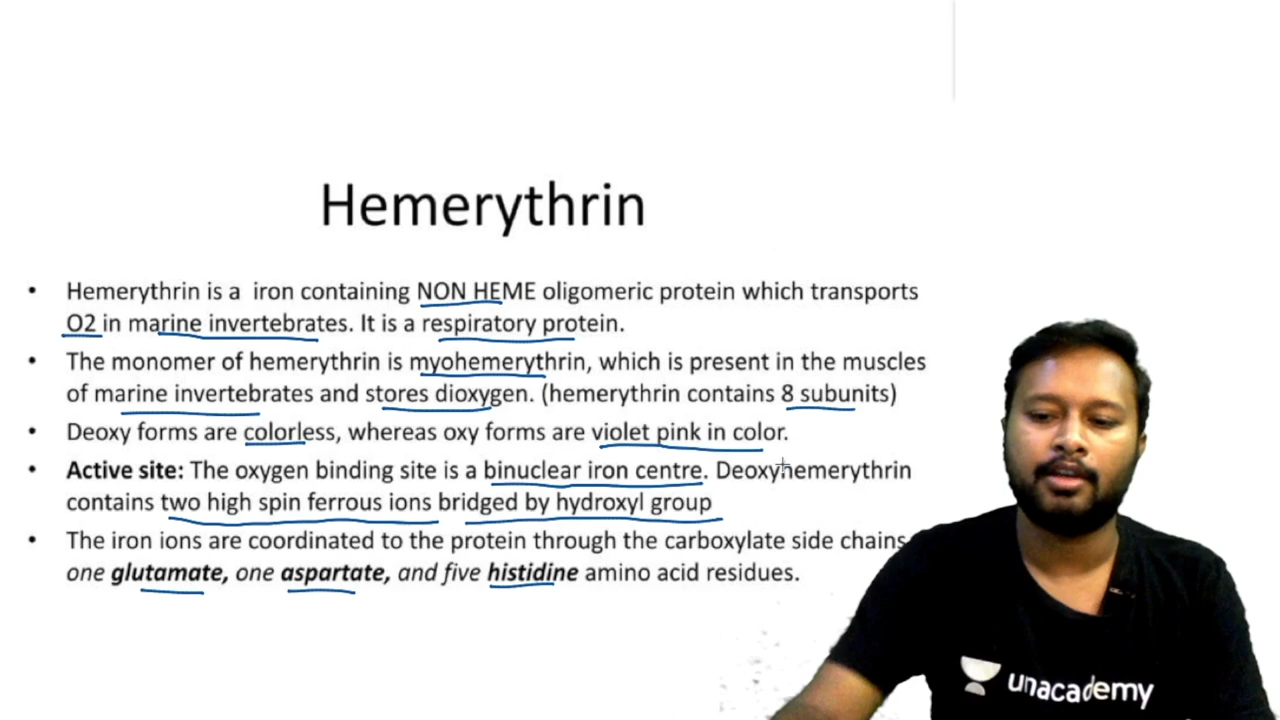 Hemerythrin
• Hemerythrin is a iron containing NON HEME oligomeric protein which transports
O2 in marine invertebrates. It is a respiratory protein.
• The monomer of hemerythrin is myohemerythrin, which is present in the muscles
of marine invertebrates and stores dioxygen. (hemerythrin contains 8 subunits)
• Deoxy forms are colorless, whereas oxy forms are violet pink in color.
• Active site: The oxygen binding site is a binuclear iron centre. Deoxyhemerythrin
contains two high spin ferrous ions bridged by hydroxyl group
• The iron ions are coordinated to the protein through the carboxylate side chains
one glutamate, one aspartate, and five histidine amino acid residues.
unacademy